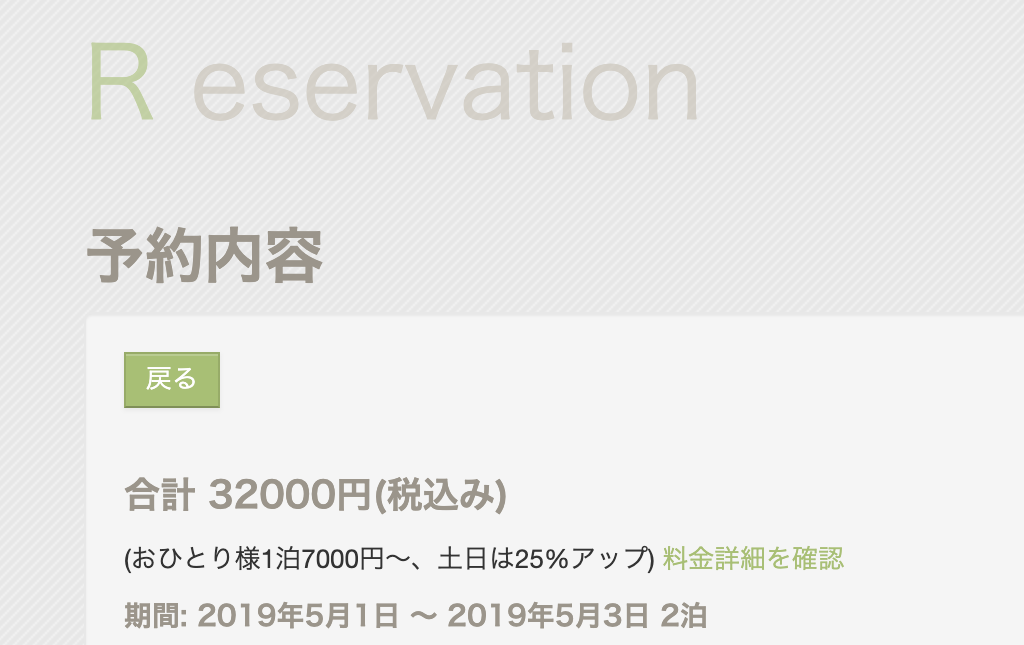 R eservation
予約内容
戻る
合計 32000円(税込み)
(おひとり様1泊7000円〜、土日は25%アップ) 料金詳細を確認
期間: 2019年5月1日 〜 2019年5月3日 2泊